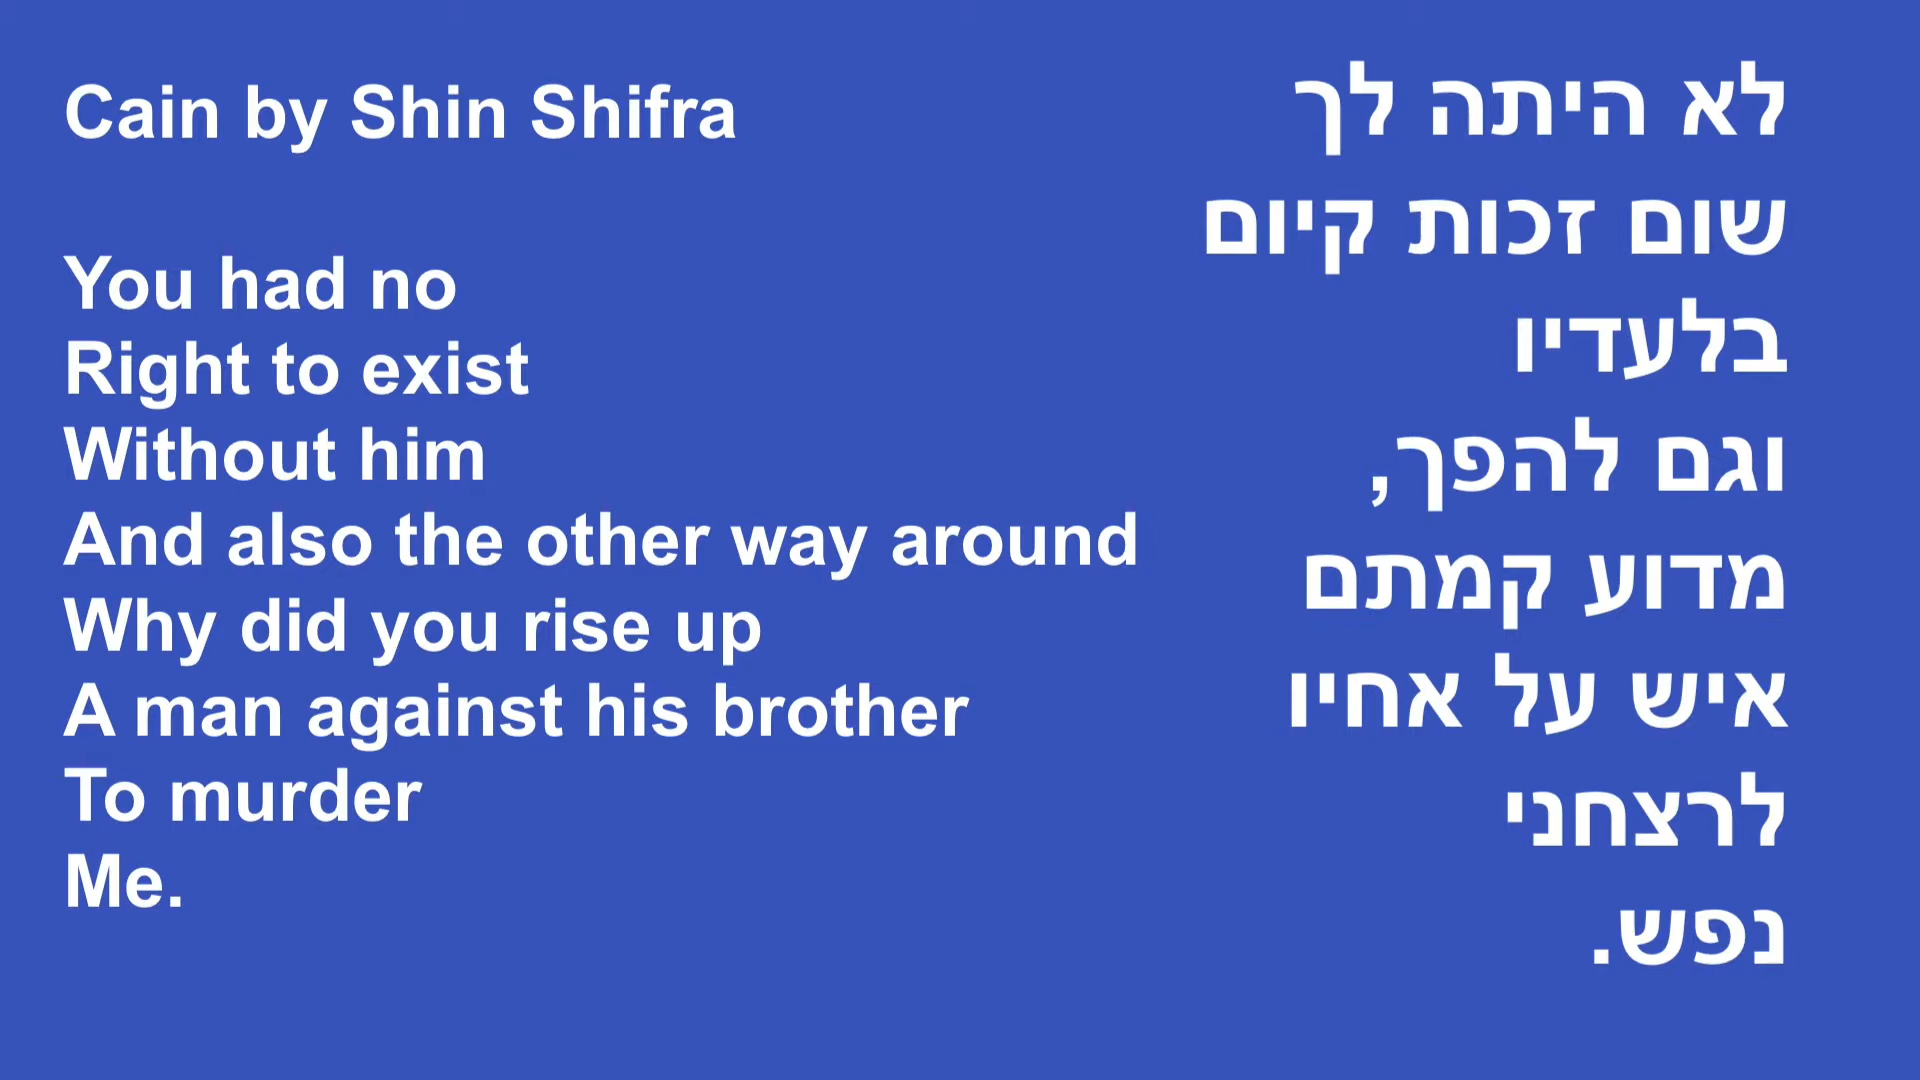 Cain by Shin Shifra
You had no
Right to exist
Without him
And also the other way around
Why did you rise up
A man against his brother
To murder
Me.
לא היתה לך
שום זכות קיום
בלעדיו
וגם להפך,
מדוע קמתם
איש על אחיו
לרצחני
נפש.